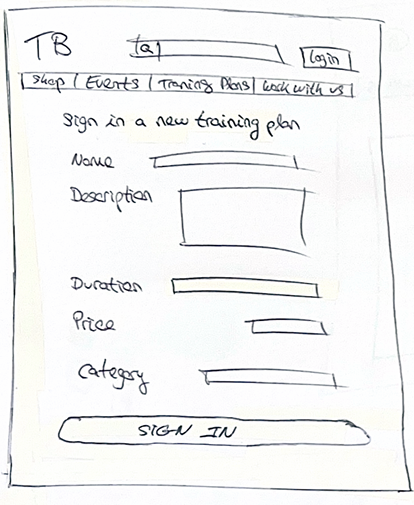 TB
Login
Shop | Events | Traning Plans | Work with us
Sign in a new training plan
Name
Description
Duration
Price
Category
SIGN IN